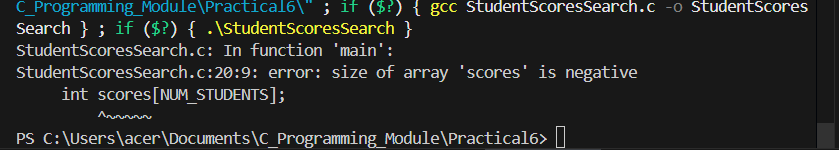 C_Programming_Module\Practical6\" ; if ($?) { gcc StudentScoresSearch.c -o StudentScores
Search } ; if ($?) { .\StudentScoresSearch }
StudentScoresSearch.c: In function 'main':
StudentScoresSearch.c:20:9: error: size of array 'scores' is negative
     int scores[NUM_STUDENTS];
         ^~~~~~
PS C:\Users\acer\Documents\C_Programming_Module\Practical6>